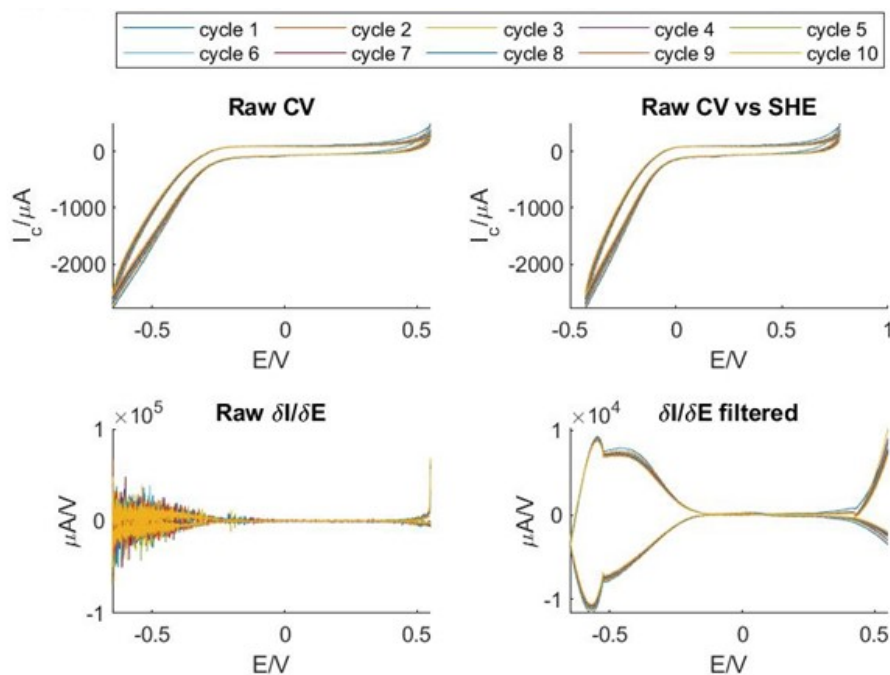 cycle 1 cycle 2 cycle 3 cycle 4 cycle 5
cycle 6 cycle 7 cycle 8 cycle 9 cycle 10
Raw CV
0
-1000
-2000
I_c/μA
-0.5 0 0.5
E/V
Raw CV vs SHE
0
-1000
-2000
I_c/μA
-0.5 0 0.5 1
E/V
×10^5
Raw δI/δE
1
0
-1
μA/V
-0.5 0 0.5
E/V
×10^4
δI/δE filtered
1
0
-1
μA/V
-0.5 0 0.5
E/V